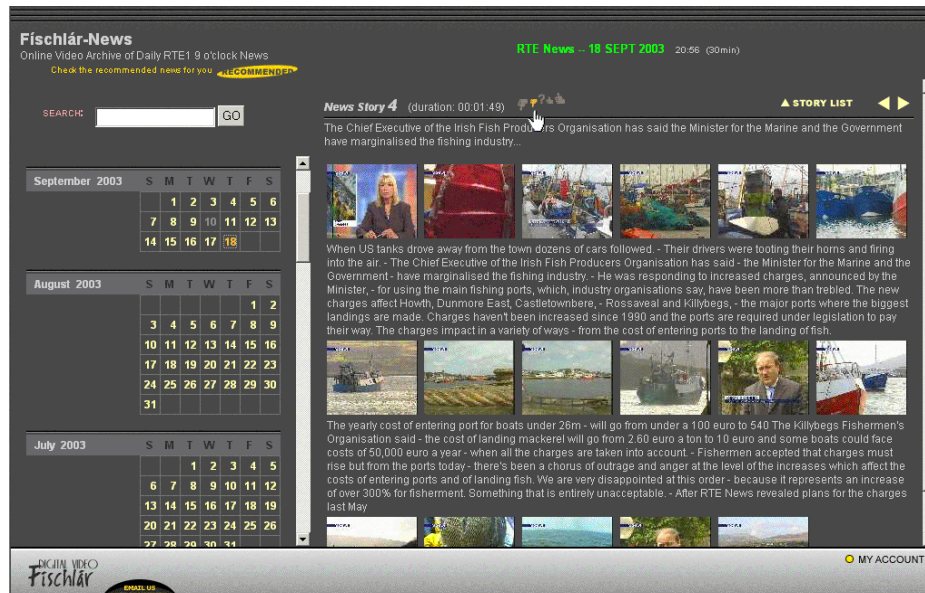 Físchlár-News
Online Video Archive of Daily RTE1 9 o'clock News
Check the recommended news for you RECOMMENDED
RTE News -- 18 SEPT 2003 20:56 (30min)
SEARCH: GO
News Story 4 (duration: 00:01:49) ? STORY LIST
The Chief Executive of the Irish Fish Producers Organisation has said the Minister for the Marine and the Government
have marginalised the fishing industry...
September 2003 S M T W T F S
1 2 3 4 5 6
7 8 9 10 11 12 13
14 15 16 17 18
When US tanks drove away from the town dozens of cars followed. - Their drivers were tooting their horns and firing
into the air. - The Chief Executive of the Irish Fish Producers Organisation has said - the Minister for the Marine and the
Government - have marginalised the fishing industry. - He was responding to increased charges, announced by the
Minister, - for using the main fishing ports, which, industry organisations say, have been more than trebled. The new
charges affect Howth, Dunmore East, Castletownbere, - Rossaveal and Killybegs, - the major ports where the biggest
landings are made. Charges haven't been increased since 1990 and the ports are required under legislation to pay
their way. The charges impact in a variety of ways - from the cost of entering ports to the landing of fish.
August 2003 S M T W T F S
1 2
3 4 5 6 7 8 9
10 11 12 13 14 15 16
17 18 19 20 21 22 23
24 25 26 27 28 29 30
31
The yearly cost of entering port for boats under 26m - will go from under a 100 euro to 540 The Killybegs Fishermen's
Organisation said - the cost of landing mackerel will go from 2.60 euro a ton to 10 euro and some boats could face
costs of 50,000 euro a year - when all the charges are taken into account. - Fishermen accepted that charges must
rise but from the ports today - there's been a chorus of outrage and anger at the level of the increases which affect the
costs of entering ports and of landing fish. We are very disappointed at this order - because it represents an increase
of over 300% for fisherment. Something that is entirely unacceptable. - After RTE News revealed plans for the charges
last May
July 2003 S M T W T F S
1 2 3 4 5
6 7 8 9 10 11 12
13 14 15 16 17 18 19
20 21 22 23 24 25 26
27 28 29 30 31
DIGITAL VIDEO
Físchlár
EMAIL US
MY ACCOUNT